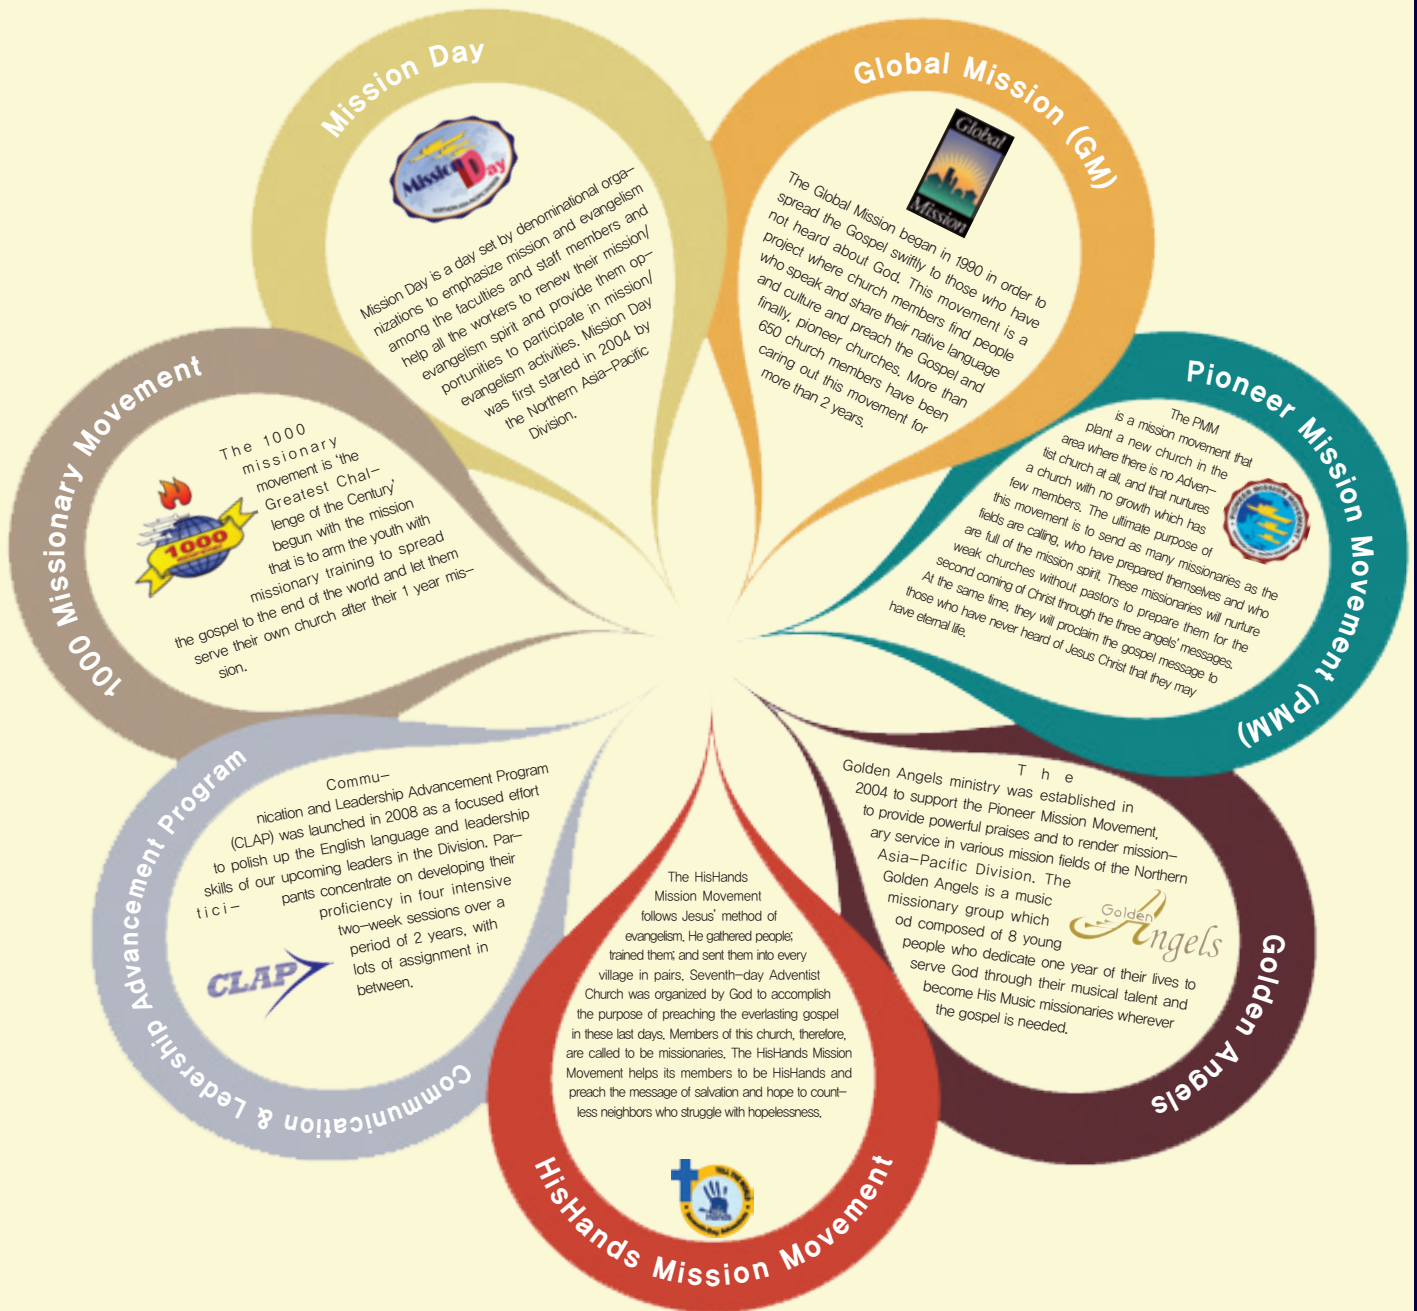 Mission Day
Mission Day
Mission Day is a day set by denominational orga-
nizations to emphasize mission and evangelism
among the faculties and staff members and
help all the workers to renew their mission/
evangelism spirit and provide them op-
portunities to participate in mission/
evangelism activities. Mission Day
was first started in 2004 by
the Northern Asia-Pacific
Division.
Global Mission (GM)
Global
Mission
The Global Mission began in 1990 in order to
spread the Gospel swiftly to those who have
not heard about God. This movement is a
project where church members find people
who speak and share their native language
and culture and preach the Gospel and
finally, pioneer churches. More than
650 church members have been
caring out this movement for
more than 2 years.
Pioneer Mission Movement (PMM)
The PMM
is a mission movement that
plant a new church in the
area where there is no Adven-
tist church at all, and that nurtures
a church with no growth which has
few members. The ultimate purpose of
this movement is to send as many missionaries as the
fields are calling, who have prepared themselves and who
are full of the mission spirit. These missionaries will nurture
weak churches without pastors to prepare them for the
second coming of Christ through the three angels' messages.
At the same time, they will proclaim the gospel message to
those who have never heard of Jesus Christ that they may
have eternal life.
PIONEER MISSION MOVEMENT
Golden Angels
The
Golden Angels ministry was established in
2004 to support the Pioneer Mission Movement,
to provide powerful praises and to render mission-
ary service in various mission fields of the Northern
Asia-Pacific Division. The
Golden Angels is a music
missionary group which
od composed of 8 young
people who dedicate one year of their lives to
serve God through their musical talent and
become His Music missionaries wherever
the gospel is needed.
Golden
Angels
HisHands Mission Movement
The HisHands
Mission Movement
follows Jesus' method of
evangelism. He gathered people;
trained them; and sent them into every
village in pairs. Seventh-day Adventist
Church was organized by God to accomplish
the purpose of preaching the everlasting gospel
in these last days. Members of this church, therefore,
are called to be missionaries. The HisHands Mission
Movement helps its members to be HisHands and
preach the message of salvation and hope to count-
less neighbors who struggle with hopelessness.
TELL THE WORLD
Communication & Ledership Advancement Program
Commu-
nication and Leadership Advancement Program
(CLAP) was launched in 2008 as a focused effort
to polish up the English language and leadership
skills of our upcoming leaders in the Division. Par-
tici- pants concentrate on developing their
proficiency in four intensive
two-week sessions over a
period of 2 years, with
lots of assignment in
between.
CLAP
1000 Missionary Movement
The 1000
missionary
movement is 'the
Greatest Chal-
lenge of the Century'
begun with the mission
that is to arm the youth with
missionary training to spread
the gospel to the end of the world and let them
serve their own church after their 1 year mis-
sion.
1000